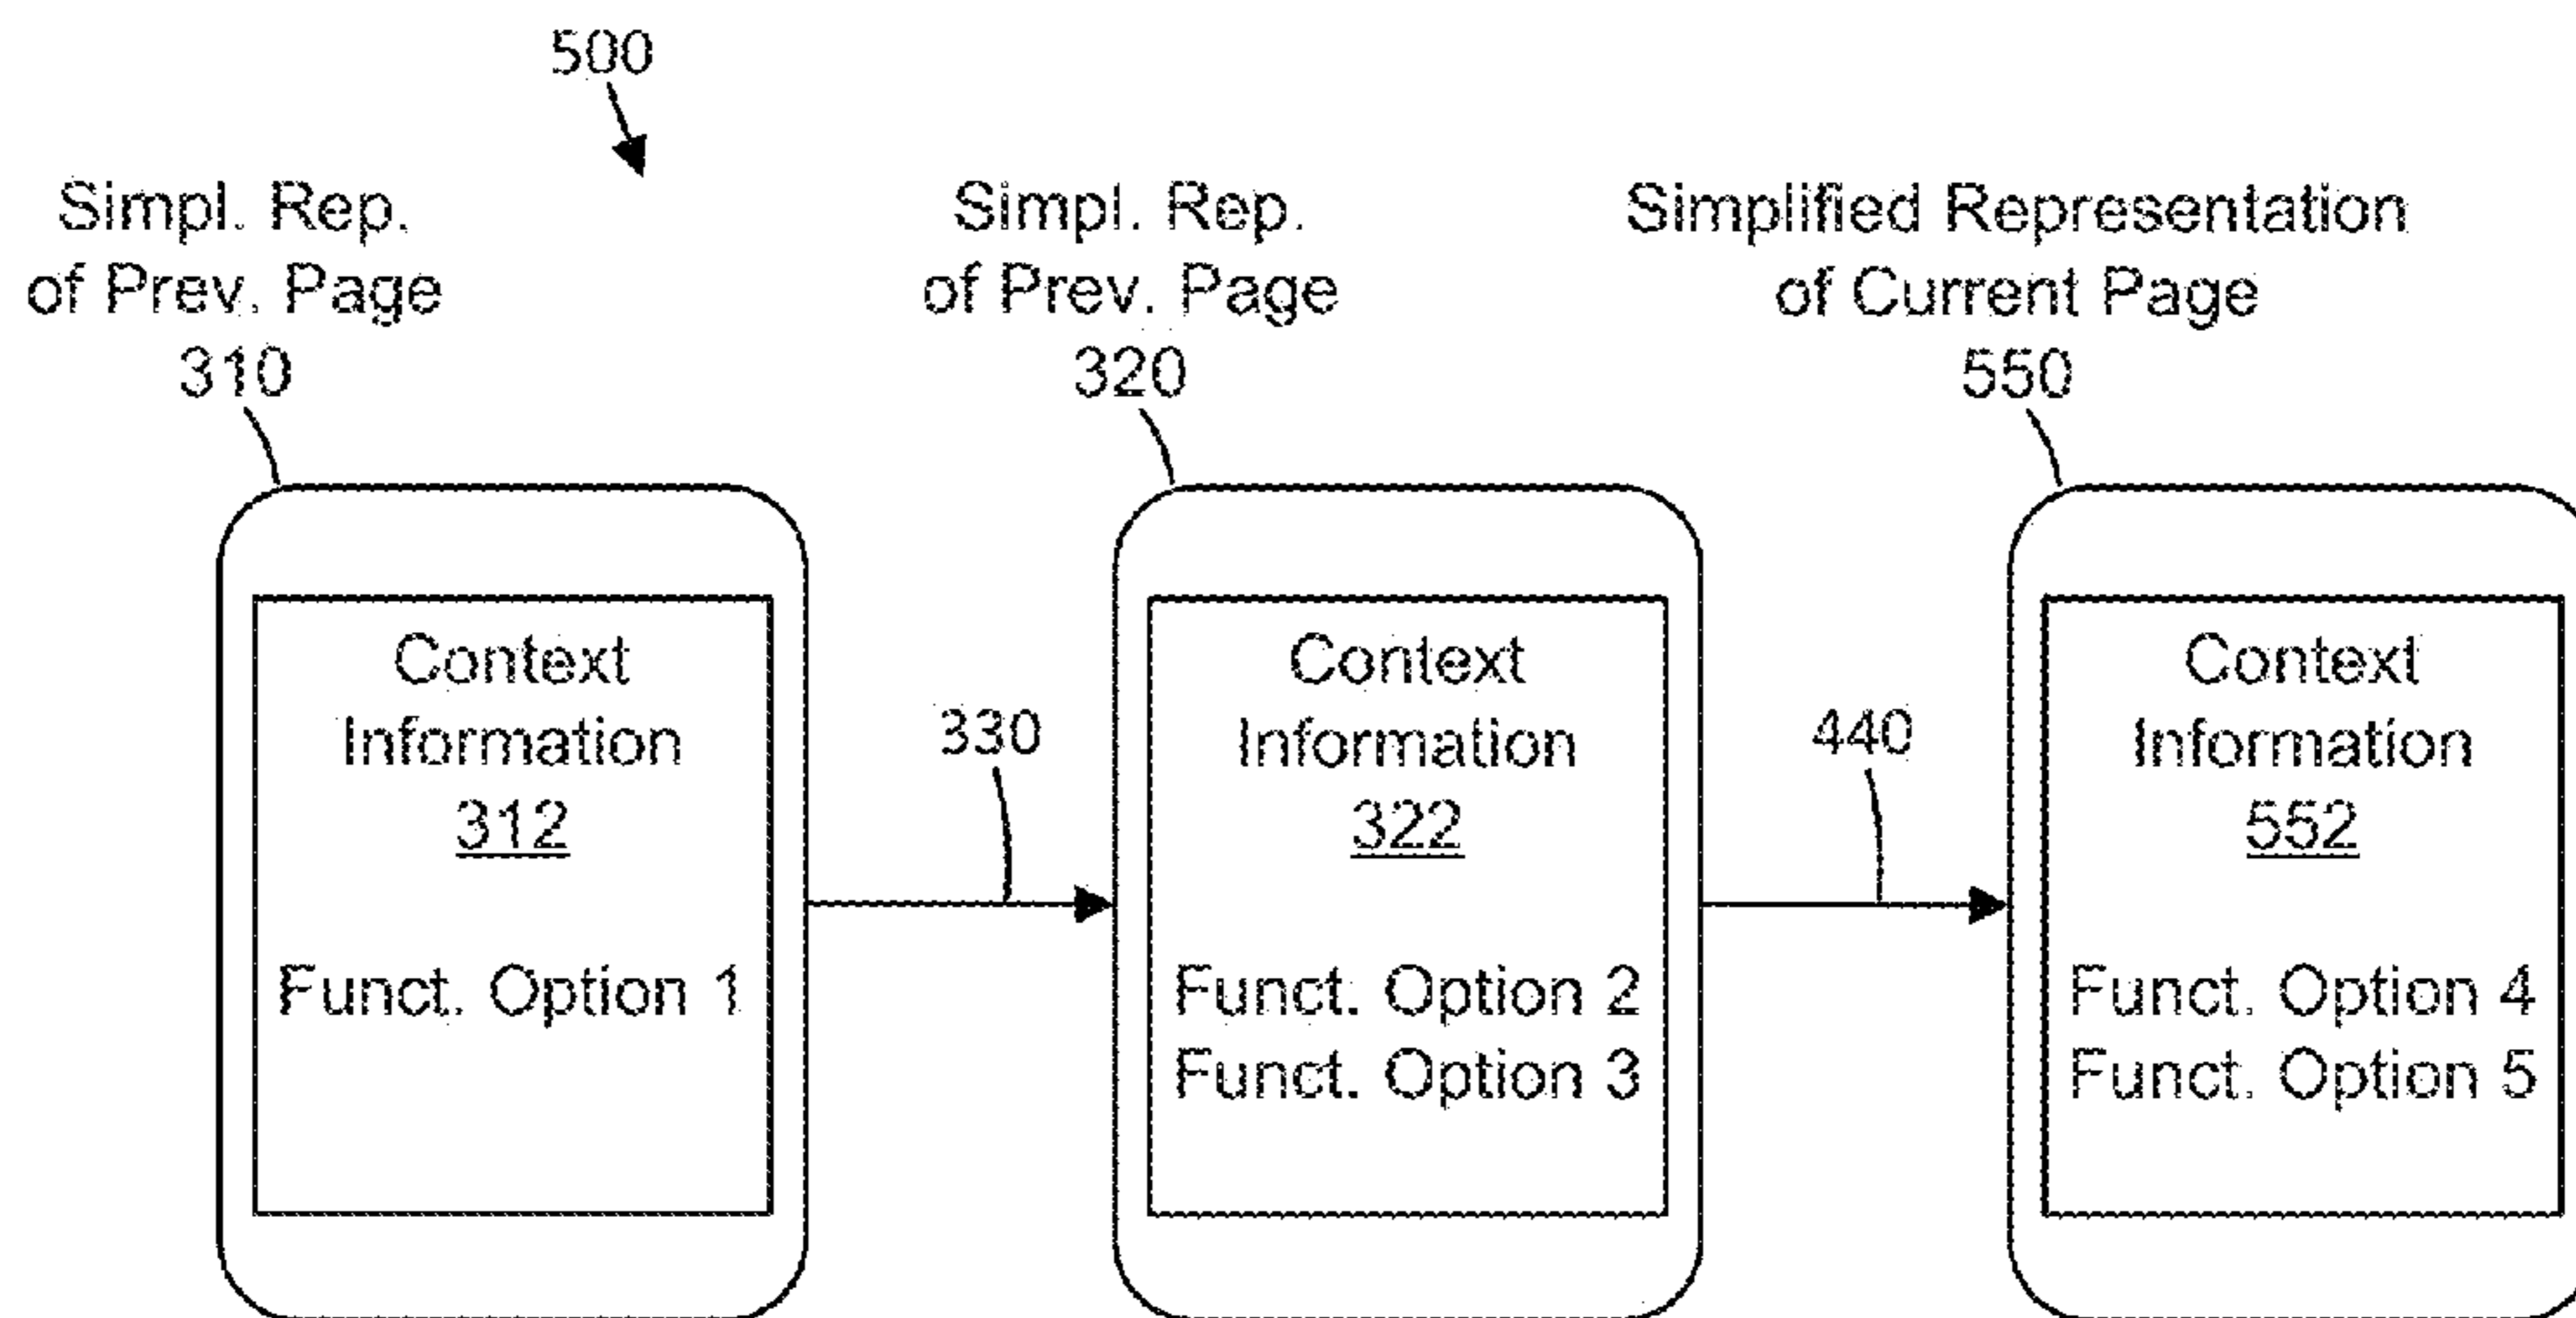 500
Simpl. Rep.
of Prev. Page
310
Simpl. Rep.
of Prev. Page
320
Simplified Representation
of Current Page
550
Context
Information
312
Funct. Option 1
330
Context
Information
322
Funct. Option 2
Funct. Option 3
440
Context
Information
552
Funct. Option 4
Funct. Option 5